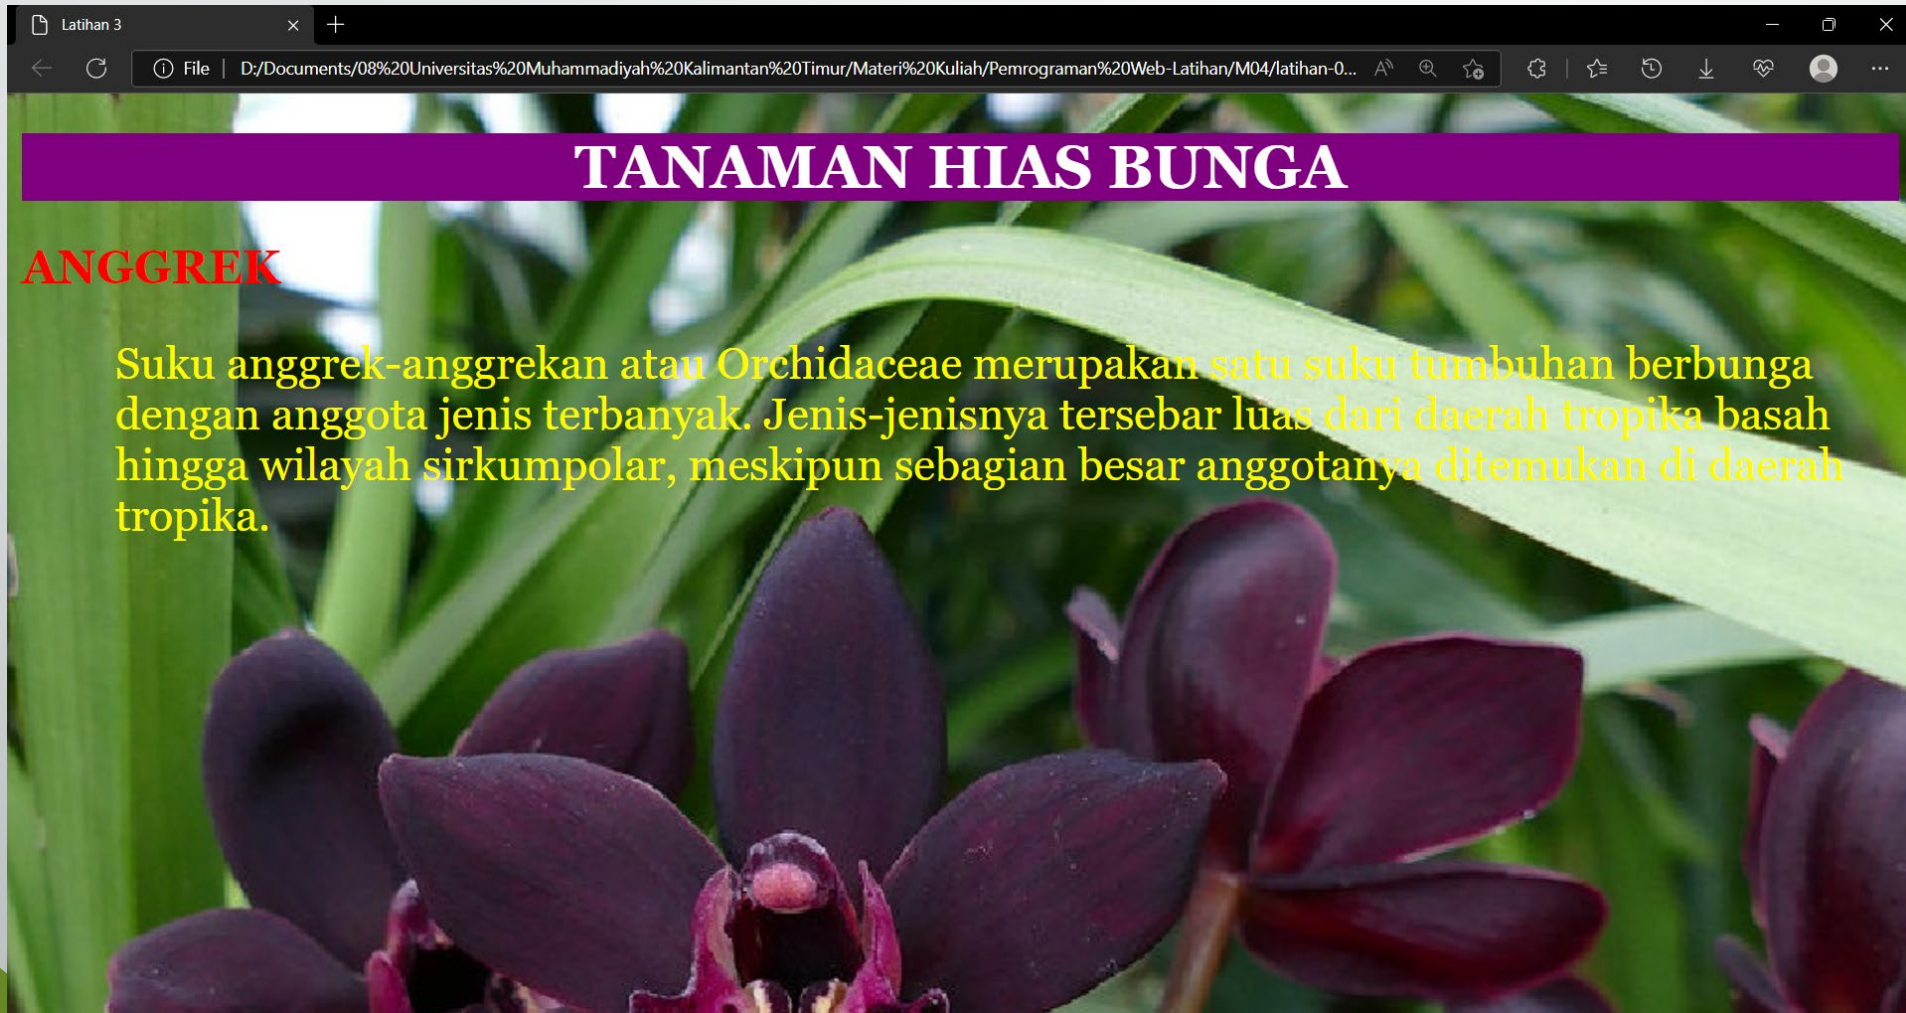 Latihan 3
File | D:/Documents/08%20Universitas%20Muhammadiyah%20Kalimantan%20Timur/Materi%20Kuliah/Pemrograman%20Web-Latihan/M04/latihan-0...
TANAMAN HIAS BUNGA
ANGGREK
Suku anggrek-anggrekan atau Orchidaceae merupakan satu suku tumbuhan berbunga
dengan anggota jenis terbanyak. Jenis-jenisnya tersebar luas dari daerah tropika basah
hingga wilayah sirkumpolar, meskipun sebagian besar anggotanya ditemukan di daerah
tropika.